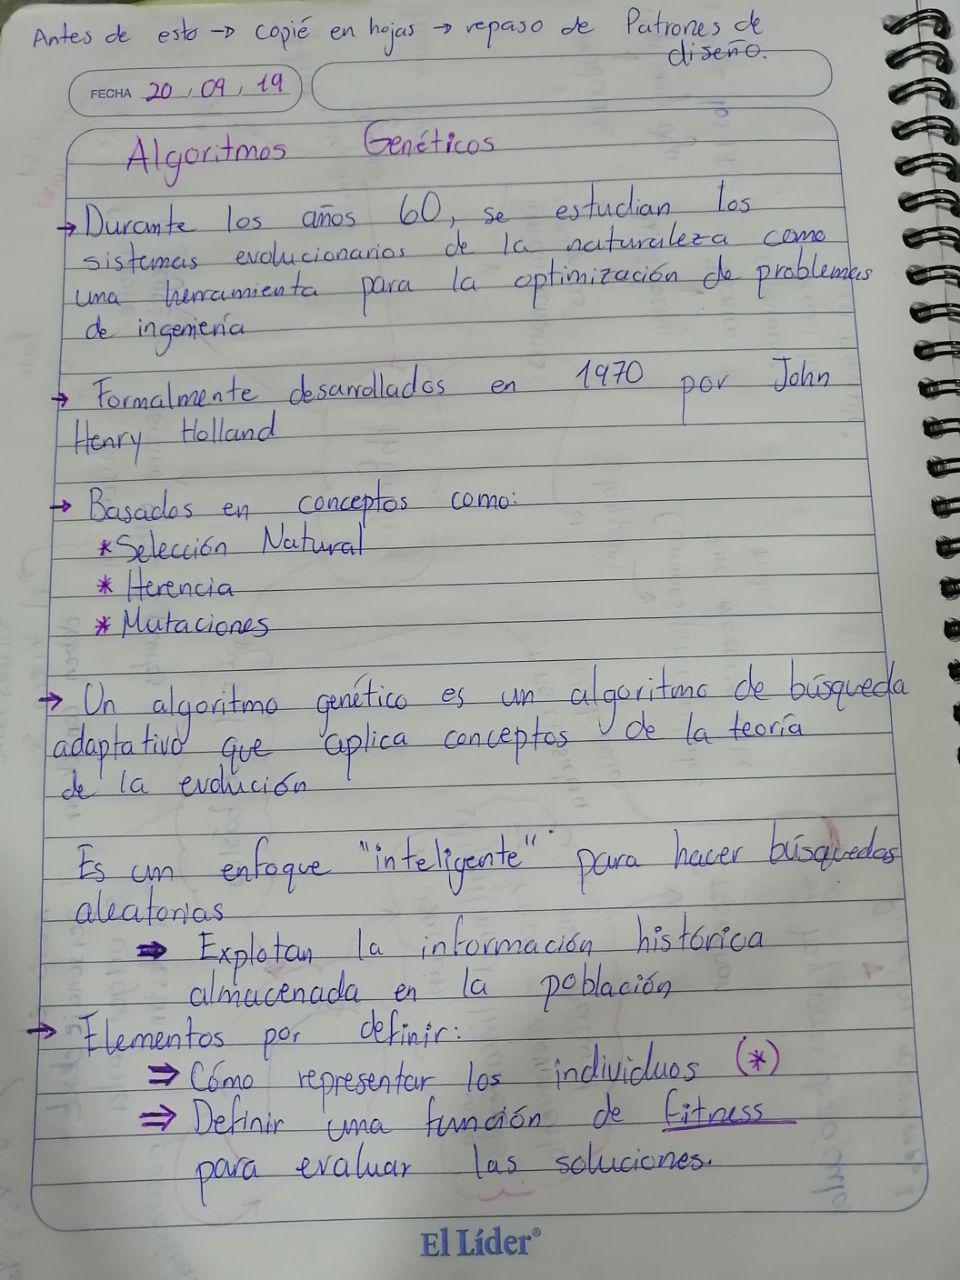 Antes de esto → copié en hojas → repaso de Patrones de
diseño.
FECHA 20 , 09 , 19
Algoritmos Genéticos
→ Durante los años 60, se estudian los
sistemas evolucionarios de la naturaleza como
una herramienta para la optimización de problemas
de ingeniería
→ Formalmente desarrollados en 1970 por John
Henry Holland
→ Basados en conceptos como:
* Selección Natural
* Herencia
* Mutaciones
→ Un algoritmo genético es un algoritmo de búsqueda
adaptativo que aplica conceptos de la teoría
de la evolución
Es un enfoque "inteligente" para hacer búsquedas
aleatorias
⇒ Explotan la información histórica
almacenada en la población
→ Elementos por definir:
⇒ Cómo representar los individuos (*)
⇒ Definir una función de fitness
para evaluar las soluciones.
El Líder®